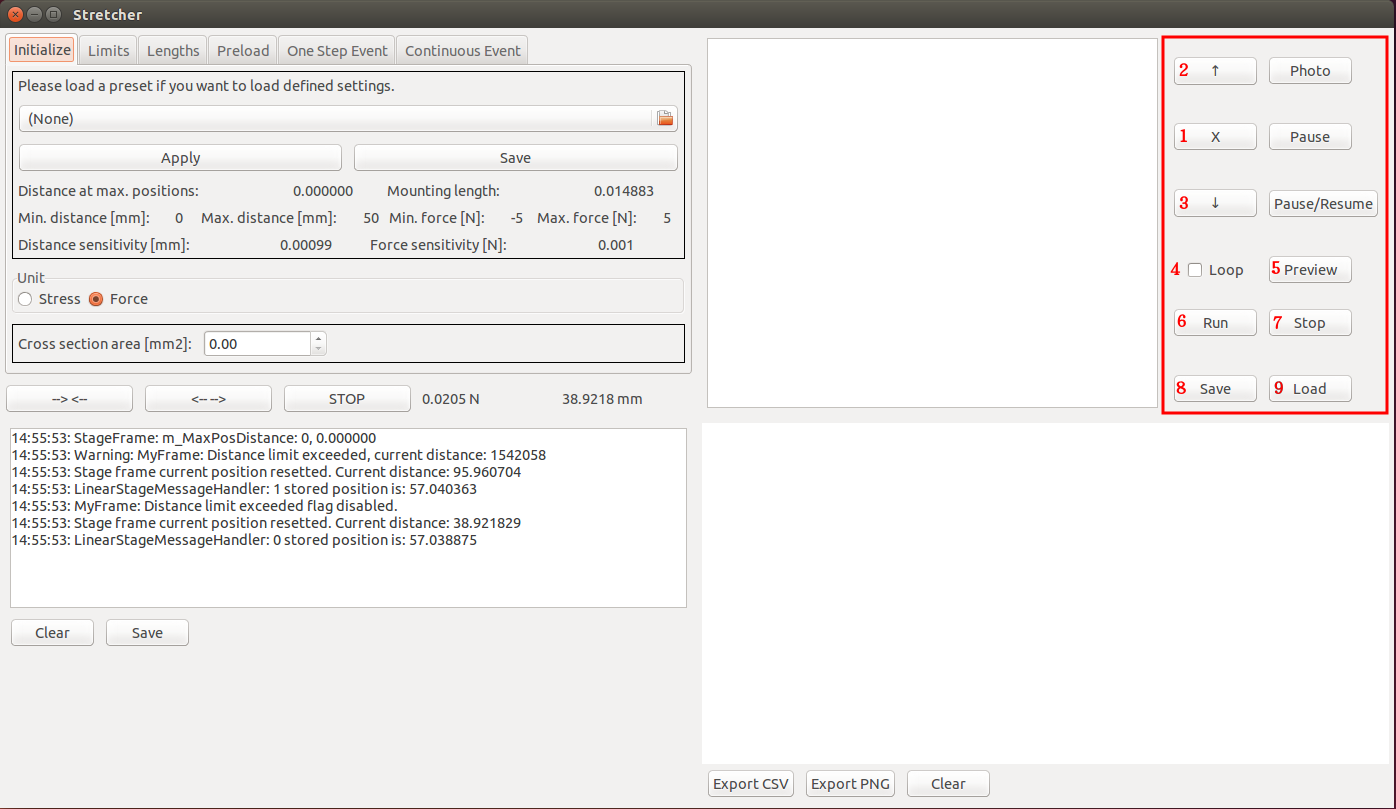 Stretcher
Initialize Limits Lengths Preload One Step Event Continuous Event
Please load a preset if you want to load defined settings.
(None)
Apply Save
Distance at max. positions: 0.000000 Mounting length: 0.014883
Min. distance [mm]: 0 Max. distance [mm]: 50 Min. force [N]: -5 Max. force [N]: 5
Distance sensitivity [mm]: 0.00099 Force sensitivity [N]: 0.001
Unit
Stress Force
Cross section area [mm2]: 0.00
--> <-- <-- --> STOP 0.0205 N 38.9218 mm
14:55:53: StageFrame: m_MaxPosDistance: 0, 0.000000
14:55:53: Warning: MyFrame: Distance limit exceeded, current distance: 1542058
14:55:53: Stage frame current position resetted. Current distance: 95.960704
14:55:53: LinearStageMessageHandler: 1 stored position is: 57.040363
14:55:53: MyFrame: Distance limit exceeded flag disabled.
14:55:53: Stage frame current position resetted. Current distance: 38.921829
14:55:53: LinearStageMessageHandler: 0 stored position is: 57.038875
Clear Save
2 ↑ Photo
1 X Pause
3 ↓ Pause/Resume
4 Loop 5 Preview
6 Run 7 Stop
8 Save 9 Load
Export CSV Export PNG Clear